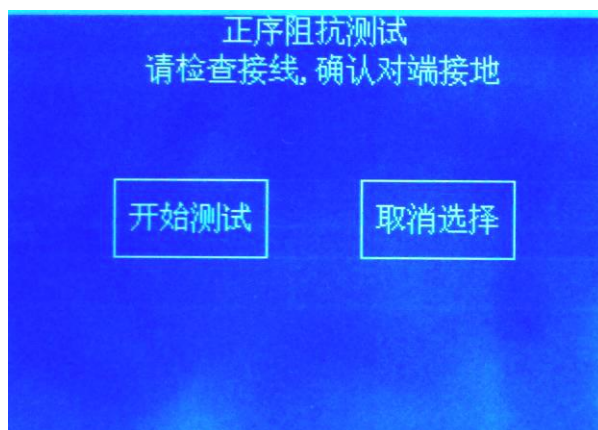 正序阻抗测试
请检查接线,确认对端接地
开始测试
取消选择